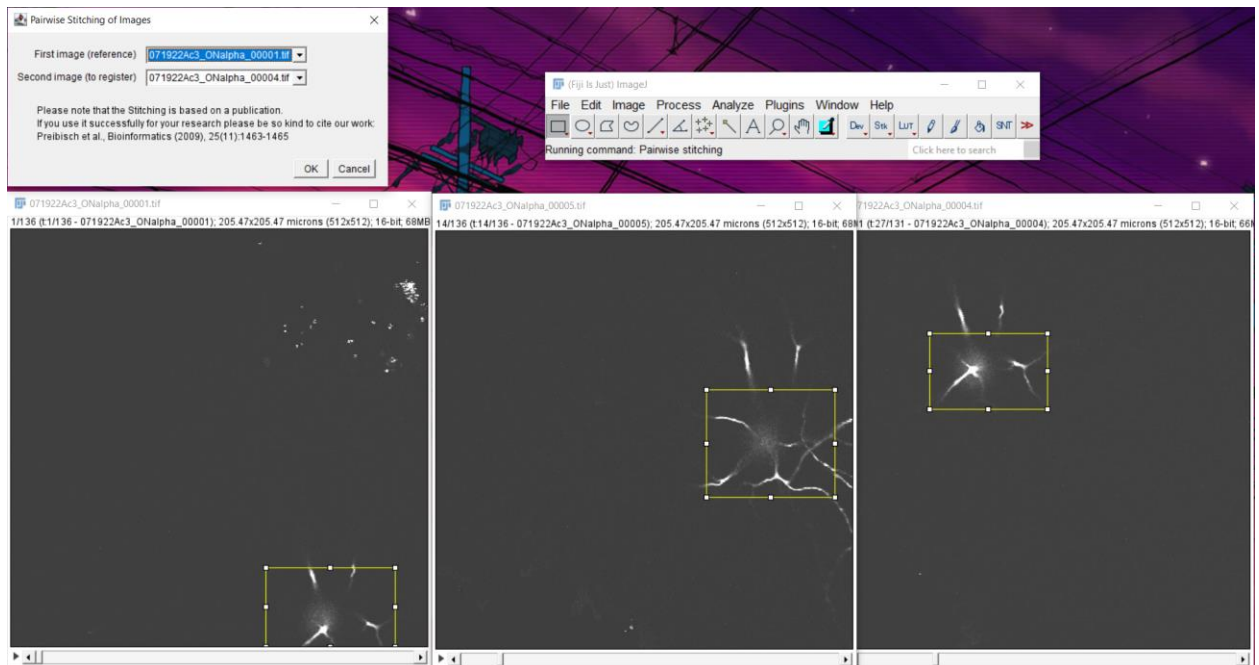 Pairwise Stitching of Images
First image (reference) 071922Ac3_ONalpha_00001.tif
Second image (to register) 071922Ac3_ONalpha_00004.tif
Please note that the Stitching is based on a publication.
If you use it successfully for your research please be so kind to cite our work:
Preibisch et al., Bioinformatics (2009), 25(11):1463-1465
OK Cancel
(Fiji Is Just) ImageJ
File Edit Image Process Analyze Plugins Window Help
A Dev Stk LUT SNT
Running command: Pairwise stitching
Click here to search
071922Ac3_ONalpha_00001.tif
1/136 (t:1/136 - 071922Ac3_ONalpha_00001); 205.47x205.47 microns (512x512); 16-bit; 68MB
071922Ac3_ONalpha_00005.tif
14/136 (t:14/136 - 071922Ac3_ONalpha_00005); 205.47x205.47 microns (512x512); 16-bit; 68
71922Ac3_ONalpha_00004.tif
1 (t:27/131 - 071922Ac3_ONalpha_00004); 205.47x205.47 microns (512x512); 16-bit; 66